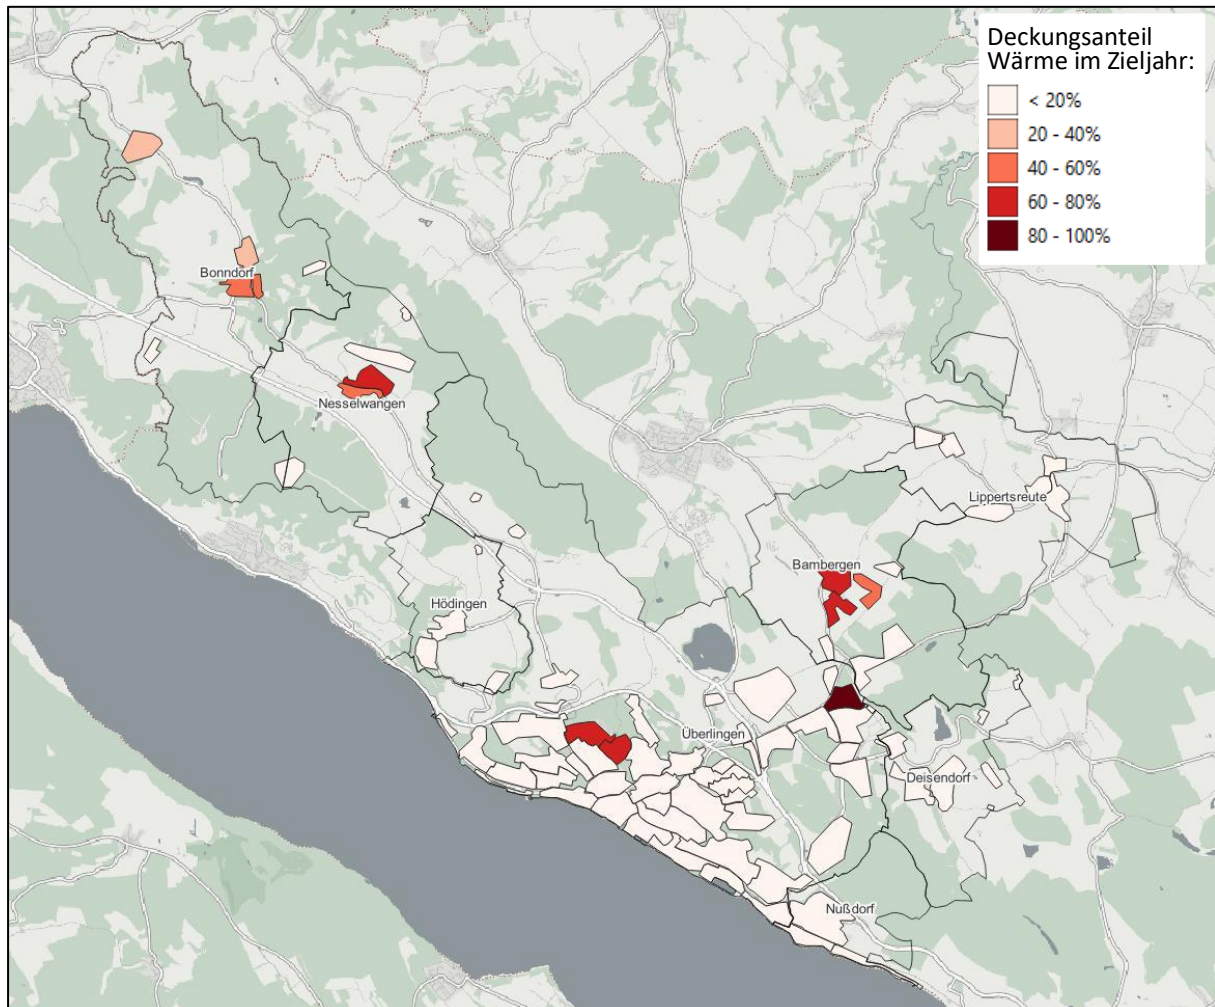 Deckungsanteil
Wärme im Zieljahr:
< 20%
20 - 40%
40 - 60%
60 - 80%
80 - 100%
Bonndorf
Nesselwangen
Lippertsreute
Bambergen
Hödingen
Überlingen
Deisendorf
Nußdorf